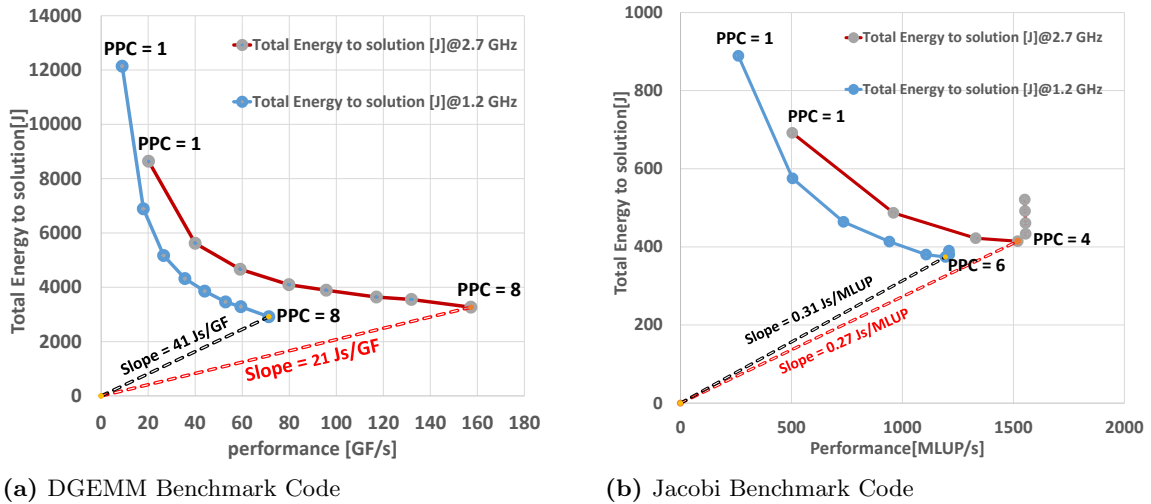 14000
12000
10000
8000
6000
4000
2000
0
Total Energy to solution[J]
PPC = 1
PPC = 1
Total Energy to solution [J]@2.7 GHz
Total Energy to solution [J]@1.2 GHz
PPC = 8
PPC = 8
Slope = 41 Js/GF
Slope = 21 Js/GF
0 20 40 60 80 100 120 140 160 180
performance [GF/s]
(a) DGEMM Benchmark Code
1000
800
600
400
200
0
Total Energy to solution[J]
PPC = 1
PPC = 1
Total Energy to solution [J]@2.7 GHz
Total Energy to solution [J]@1.2 GHz
PPC = 4
PPC = 6
Slope = 0.31 Js/MLUP
Slope = 0.27 Js/MLUP
0 500 1000 1500 2000
Performance[MLUP/s]
(b) Jacobi Benchmark Code